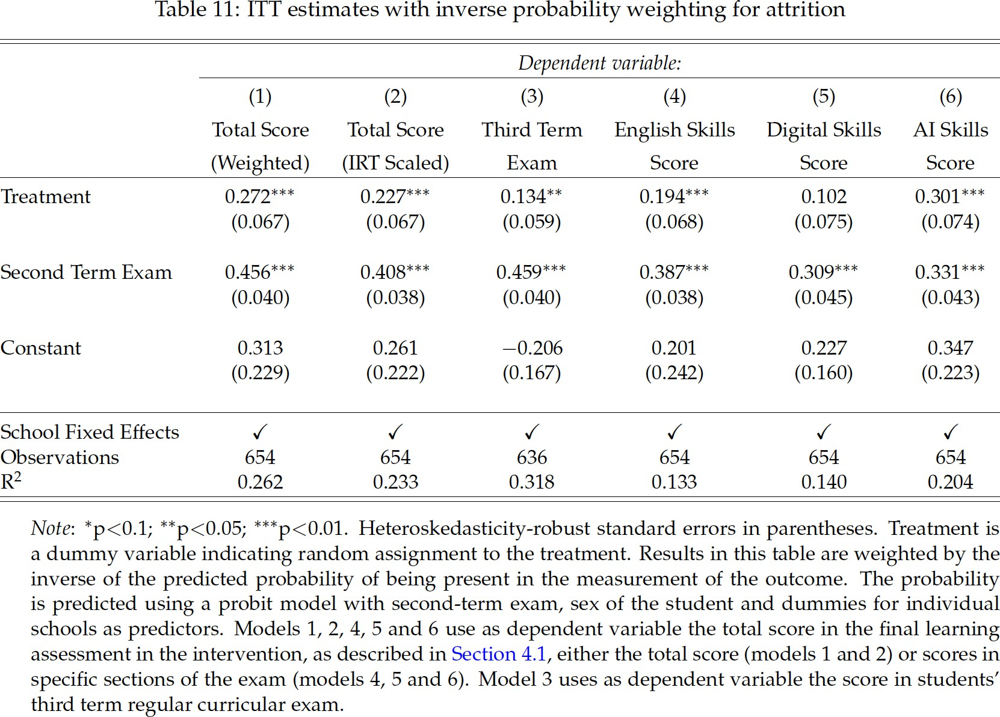 Table 11: ITT estimates with inverse probability weighting for attrition
Dependent variable:
(1) (2) (3) (4) (5) (6)
Total Score Total Score Third Term English Skills Digital Skills AI Skills
(Weighted) (IRT Scaled) Exam Score Score Score
Treatment 0.272*** 0.227*** 0.134** 0.194*** 0.102 0.301***
(0.067) (0.067) (0.059) (0.068) (0.075) (0.074)
Second Term Exam 0.456*** 0.408*** 0.459*** 0.387*** 0.309*** 0.331***
(0.040) (0.038) (0.040) (0.038) (0.045) (0.043)
Constant 0.313 0.261 −0.206 0.201 0.227 0.347
(0.229) (0.222) (0.167) (0.242) (0.160) (0.223)
School Fixed Effects ✓ ✓ ✓ ✓ ✓ ✓
Observations 654 654 636 654 654 654
R² 0.262 0.233 0.318 0.133 0.140 0.204
Note: *p<0.1; **p<0.05; ***p<0.01. Heteroskedasticity-robust standard errors in parentheses. Treatment is
a dummy variable indicating random assignment to the treatment. Results in this table are weighted by the
inverse of the predicted probability of being present in the measurement of the outcome. The probability
is predicted using a probit model with second-term exam, sex of the student and dummies for individual
schools as predictors. Models 1, 2, 4, 5 and 6 use as dependent variable the total score in the final learning
assessment in the intervention, as described in Section 4.1, either the total score (models 1 and 2) or scores in
specific sections of the exam (models 4, 5 and 6). Model 3 uses as dependent variable the score in students’
third term regular curricular exam.